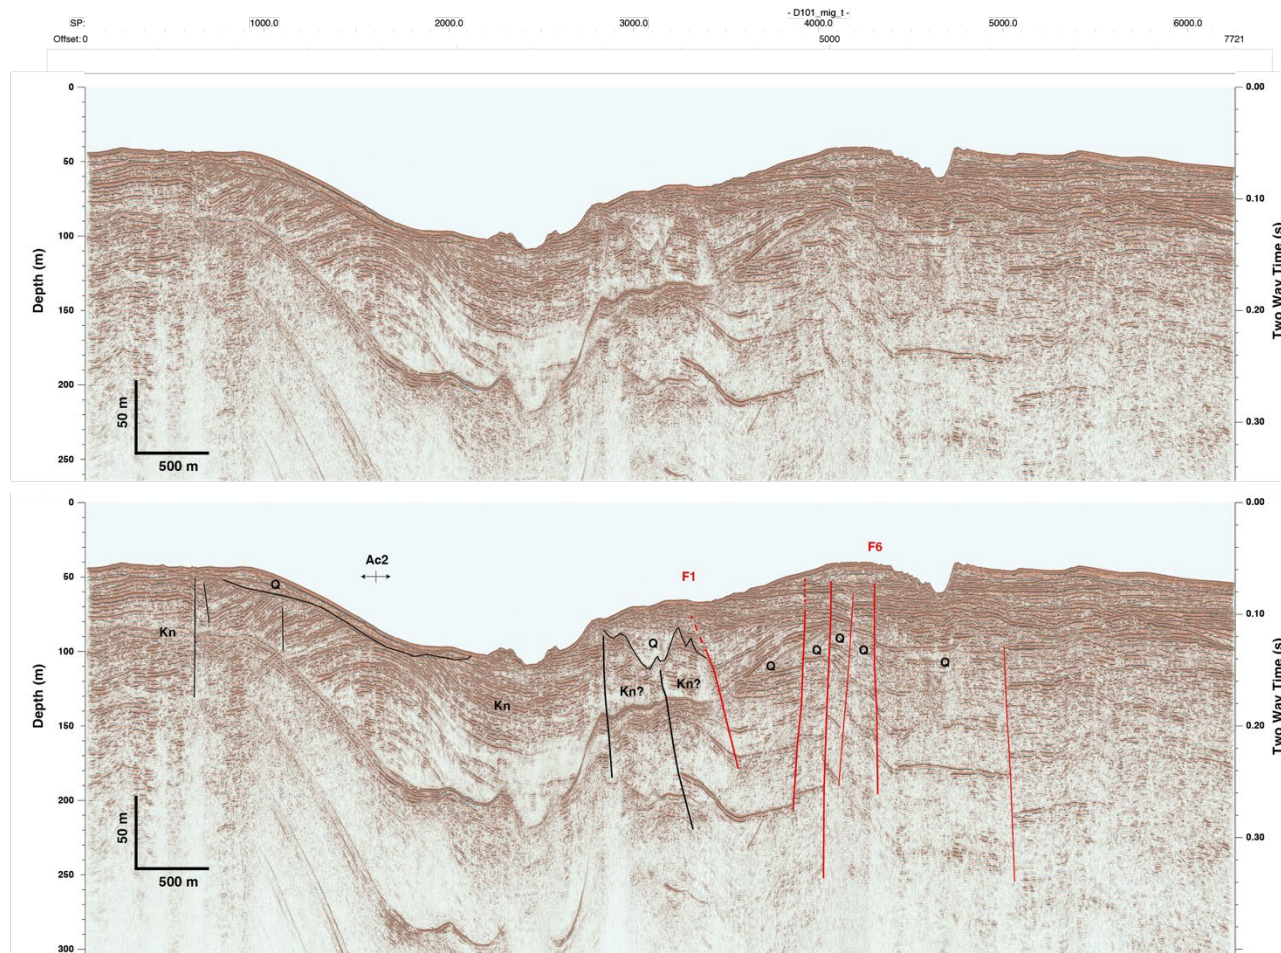 - D101_mig_t -
SP: 1000.0 2000.0 3000.0 4000.0 5000.0 6000.0
Offset: 0 5000 7721
0 0.00
50
0.10
100
Depth (m)
Two Way Time (s)
150
0.20
200
50 m
0.30
250
500 m
0 0.00
F6
Ac2
F1
50
Q
0.10
Kn
Q
Q
100
Q
Q
Q
Q
Kn?
Kn?
Kn
Depth (m)
Two Way Time (s)
150
0.20
200
50 m
0.30
250
500 m
300